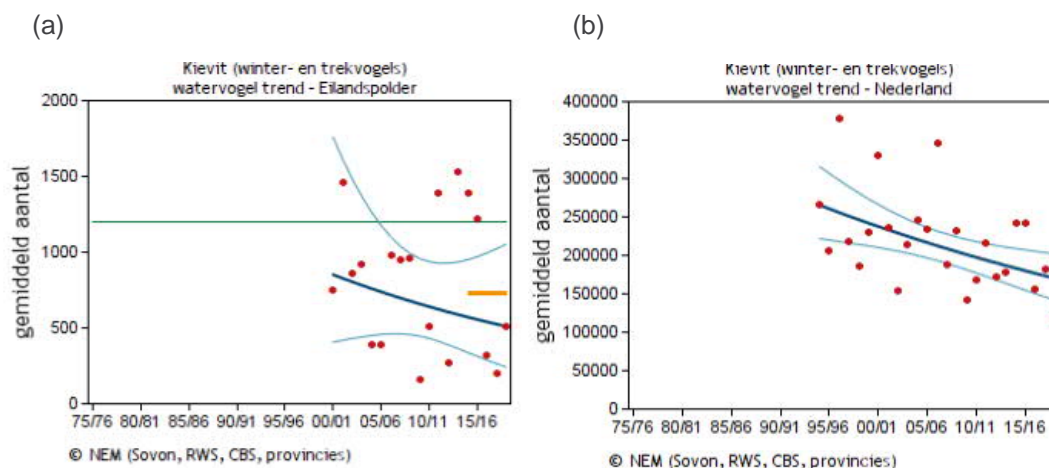 (a)
(b)
Kievit (winter- en trekvogels)
watervogel trend - Eilandspolder
2000
1500
1000
500
0
gemiddeld aantal
75/76 80/81 85/86 90/91 95/96 00/01 05/06 10/11 15/16
© NEM (Sovon, RWS, CBS, provincies)
Kievit (winter- en trekvogels)
watervogel trend - Nederland
400000
350000
300000
250000
200000
150000
100000
50000
0
gemiddeld aantal
75/76 80/81 85/86 90/91 95/96 00/01 05/06 10/11 15/16
© NEM (Sovon, RWS, CBS, provincies)